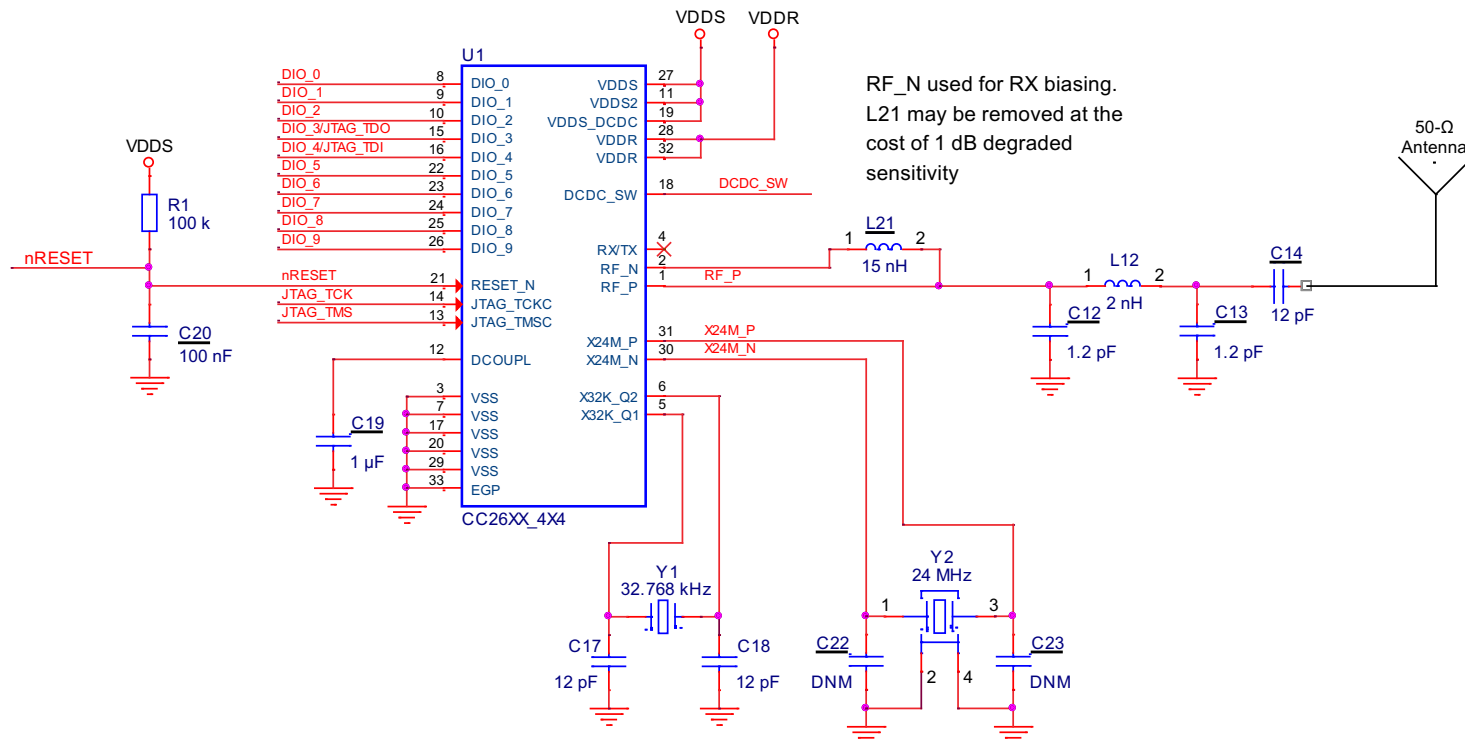 VDDS
VDDR
U1
DIO_0
8
DIO_0
DIO_1
9
DIO_1
DIO_2
10
DIO_2
DIO_3/JTAG_TDO
15
DIO_3
DIO_4/JTAG_TDI
16
DIO_4
DIO_5
22
DIO_5
DIO_6
23
DIO_6
DIO_7
24
DIO_7
DIO_8
25
DIO_8
DIO_9
26
DIO_9
nRESET
21
RESET_N
JTAG_TCK
14
JTAG_TCKC
JTAG_TMS
13
JTAG_TMSC
12
DCOUPL
3
VSS
7
VSS
17
VSS
20
VSS
29
VSS
33
EGP
CC26XX_4X4
VDDS
27
VDDS2
11
VDDS_DCDC
19
VDDR
28
VDDR
32
DCDC_SW
18
DCDC_SW
RX/TX
4
RF_N
2
RF_P
1
RF_P
X24M_P
31
X24M_P
X24M_N
30
X24M_N
X32K_Q2
6
X32K_Q1
5
VDDS
R1
100 k
nRESET
C20
100 nF
C19
1 µF
RF_N used for RX biasing.
L21 may be removed at the
cost of 1 dB degraded
sensitivity
50-Ω
Antenna
1
L21
2
15 nH
1
L12
2
2 nH
C14
12 pF
C12
1.2 pF
C13
1.2 pF
Y1
32.768 kHz
C17
12 pF
C18
12 pF
Y2
24 MHz
1
3
C22
DNM
2
4
C23
DNM